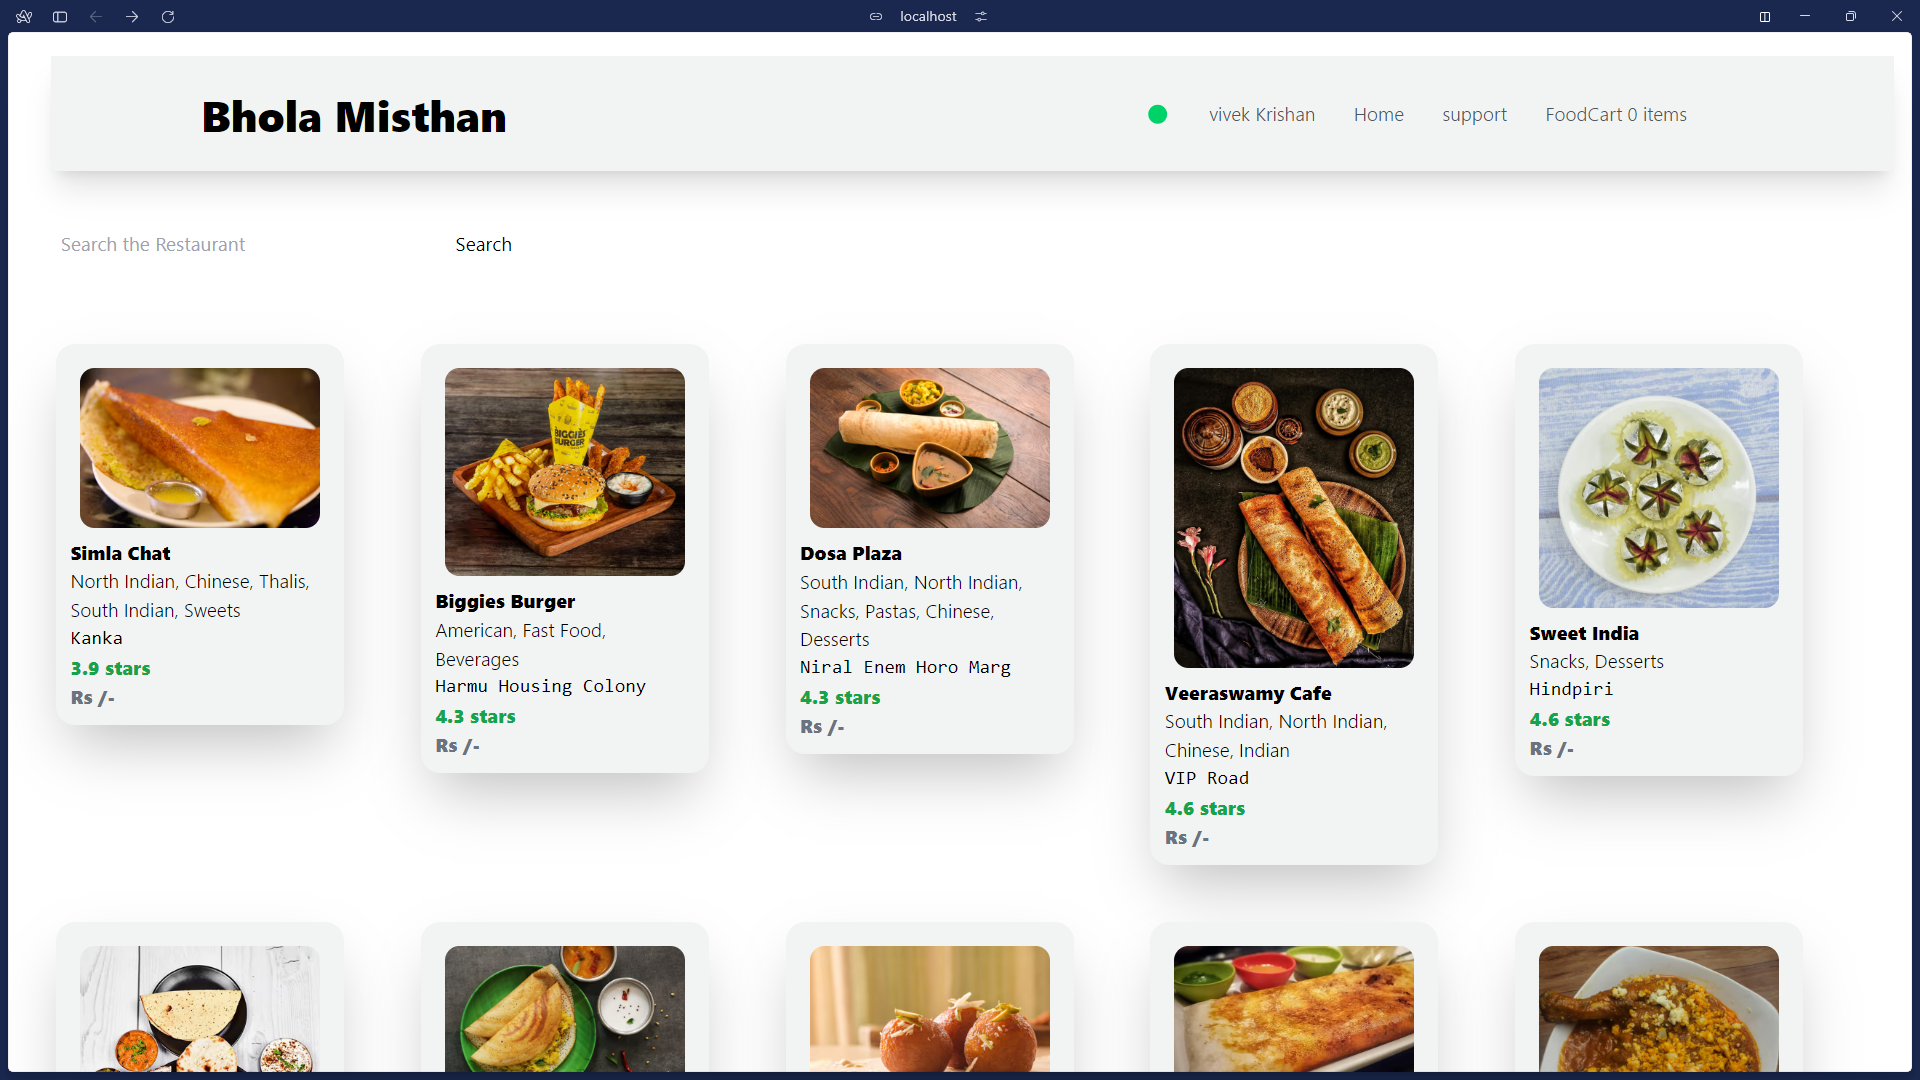 localhost
Bhola Misthan
vivek Krishan
Home
support
FoodCart 0 items
Search the Restaurant
Search
Simla Chat
North Indian, Chinese, Thalis,
South Indian, Sweets
Kanka
3.9 stars
Rs /-
BIGGIES
BURGER
Biggies Burger
American, Fast Food,
Beverages
Harmu Housing Colony
4.3 stars
Rs /-
Dosa Plaza
South Indian, North Indian,
Snacks, Pastas, Chinese,
Desserts
Niral Enem Horo Marg
4.3 stars
Rs /-
Veeraswamy Cafe
South Indian, North Indian,
Chinese, Indian
VIP Road
4.6 stars
Rs /-
Sweet India
Snacks, Desserts
Hindpiri
4.6 stars
Rs /-